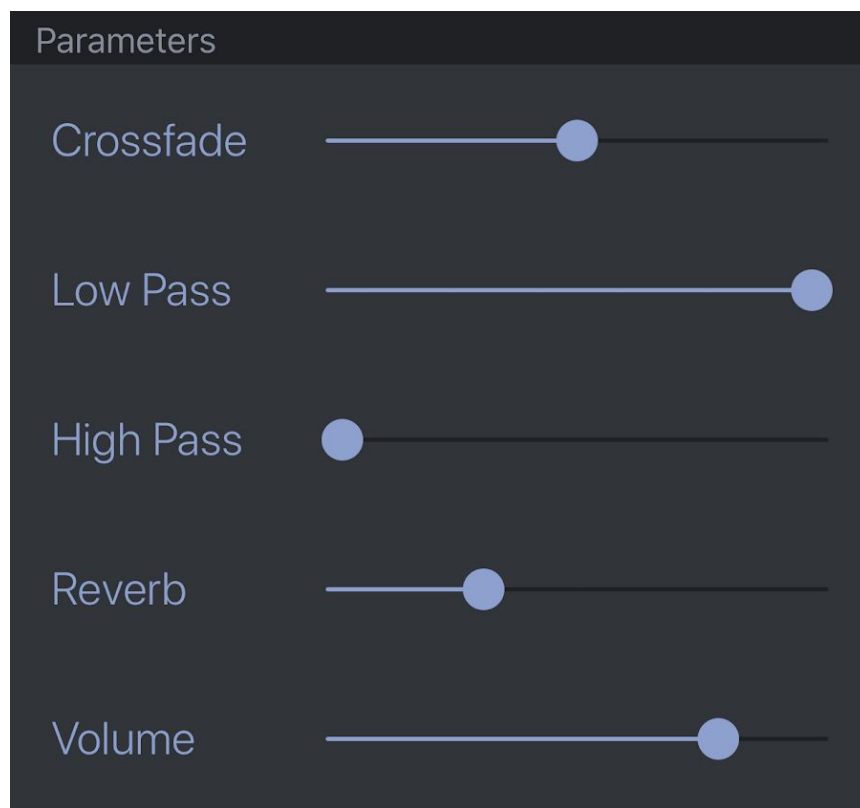 Parameters
Crossfade
Low Pass
High Pass
Reverb
Volume